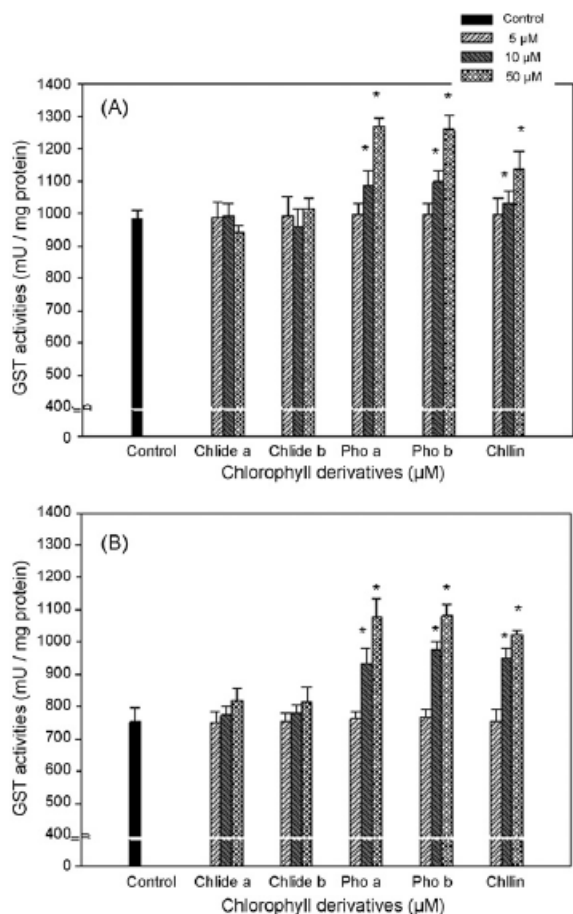 Control
5 µM
10 µM
50 µM
(A)
1400
1300
1200
1100
1000
900
800
700
600
500
400
0
GST activities (mU / mg protein)
* * * * * *
Control Chlide a Chlide b Pho a Pho b Chllin
Chlorophyll derivatives (µM)
(B)
1400
1300
1200
1100
1000
900
800
700
600
500
400
0
GST activities (mU / mg protein)
* * * * * *
Control Chlide a Chlide b Pho a Pho b Chllin
Chlorophyll derivatives (µM)